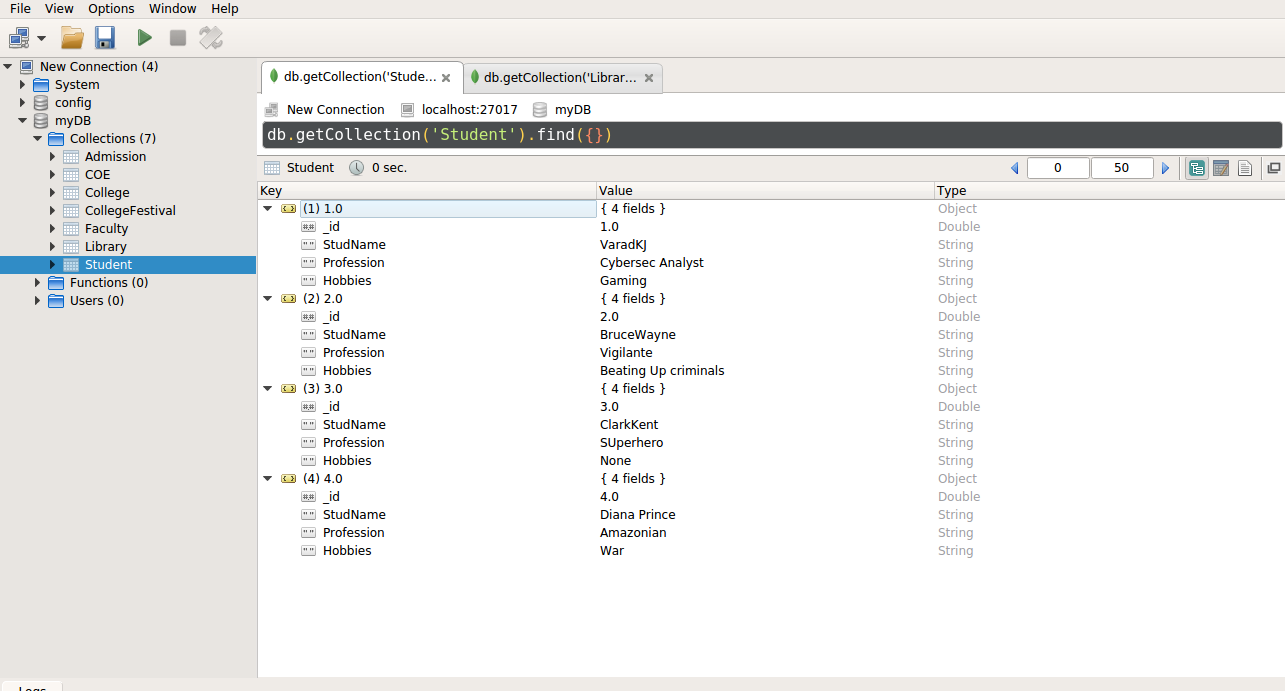 File View Options Window Help
New Connection (4)
System
config
myDB
Collections (7)
Admission
COE
College
CollegeFestival
Faculty
Library
Student
Functions (0)
Users (0)
db.getCollection('Stude... db.getCollection('Librar...
New Connection localhost:27017 myDB
db.getCollection('Student').find({})
Student 0 sec. 0 50
Key Value Type
(1) 1.0 { 4 fields } Object
_id 1.0 Double
StudName VaradKJ String
Profession Cybersec Analyst String
Hobbies Gaming String
(2) 2.0 { 4 fields } Object
_id 2.0 Double
StudName BruceWayne String
Profession Vigilante String
Hobbies Beating Up criminals String
(3) 3.0 { 4 fields } Object
_id 3.0 Double
StudName ClarkKent String
Profession SUperhero String
Hobbies None String
(4) 4.0 { 4 fields } Object
_id 4.0 Double
StudName Diana Prince String
Profession Amazonian String
Hobbies War String
Logs